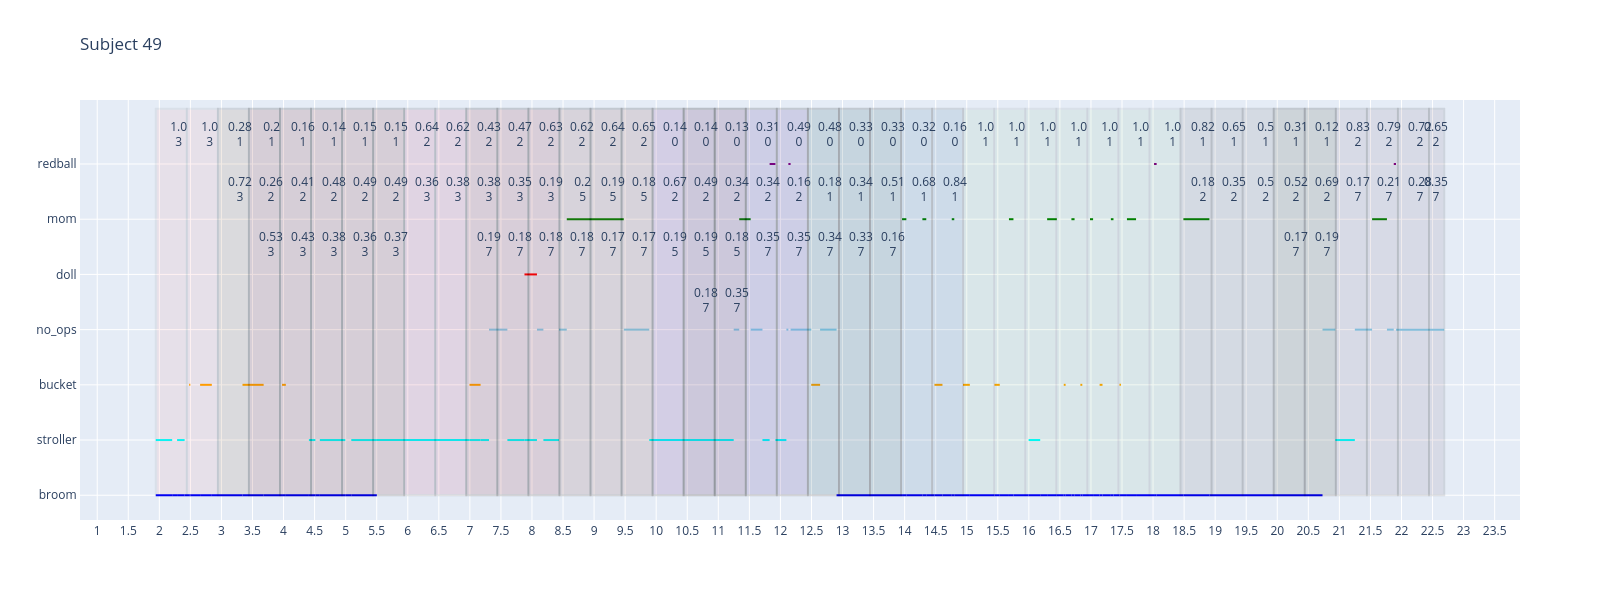 Subject 49
1.0 1.0 0.28 0.2 0.16 0.14 0.15 0.15 0.64 0.62 0.43 0.47 0.63 0.62 0.64 0.65 0.14 0.14 0.13 0.31 0.49 0.48 0.33 0.33 0.32 0.16 1.0 1.0 1.0 1.0 1.0 1.0 1.0 0.82 0.65 0.5 0.31 0.12 0.83 0.79 0.72 0.65
3 3 1 1 1 1 1 1 2 2 2 2 2 2 2 2 0 0 0 0 0 0 0 0 0 0 1 1 1 1 1 1 1 1 1 1 1 1 2 2 2 2
redball
0.72 0.26 0.41 0.48 0.49 0.49 0.36 0.38 0.38 0.35 0.19 0.2 0.19 0.18 0.67 0.49 0.34 0.34 0.16 0.18 0.34 0.51 0.68 0.84 0.18 0.35 0.5 0.52 0.69 0.17 0.21 0.28 0.35
3 2 2 2 2 2 3 3 3 3 3 5 5 5 2 2 2 2 2 1 1 1 1 1 2 2 2 2 2 7 7 7 7
mom
0.53 0.43 0.38 0.36 0.37 0.19 0.18 0.18 0.18 0.17 0.17 0.19 0.19 0.18 0.35 0.35 0.34 0.33 0.16 0.17 0.19
3 3 3 3 3 7 7 7 7 7 7 5 5 5 7 7 7 7 7 7 7
doll
0.18 0.35
7 7
no_ops
bucket
stroller
broom
1 1.5 2 2.5 3 3.5 4 4.5 5 5.5 6 6.5 7 7.5 8 8.5 9 9.5 10 10.5 11 11.5 12 12.5 13 13.5 14 14.5 15 15.5 16 16.5 17 17.5 18 18.5 19 19.5 20 20.5 21 21.5 22 22.5 23 23.5